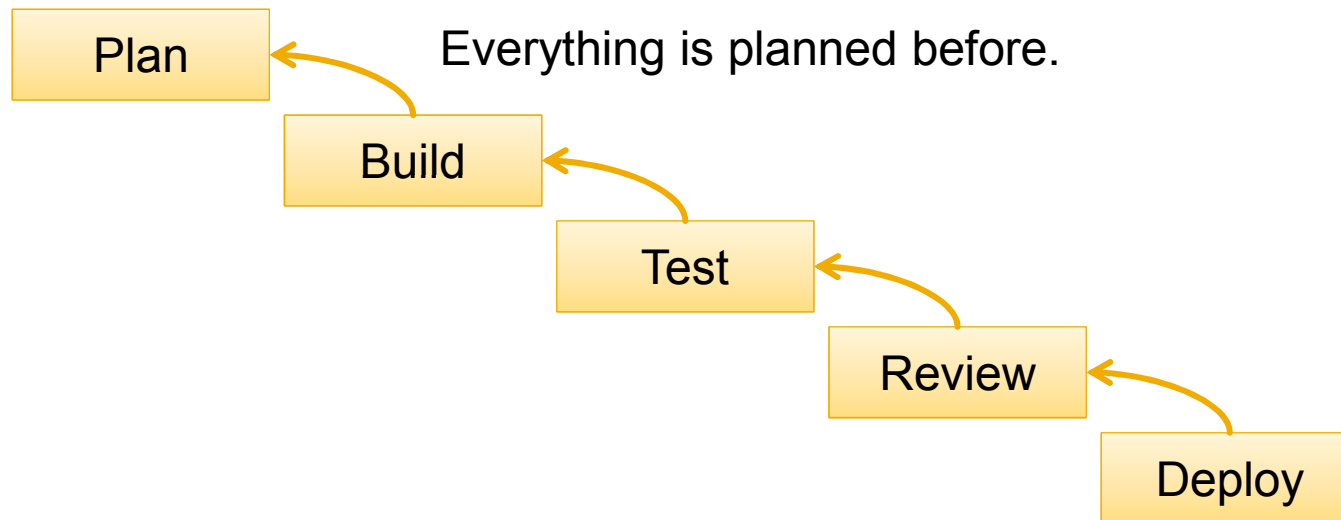 Plan
Everything is planned before.
Build
Test
Review
Deploy